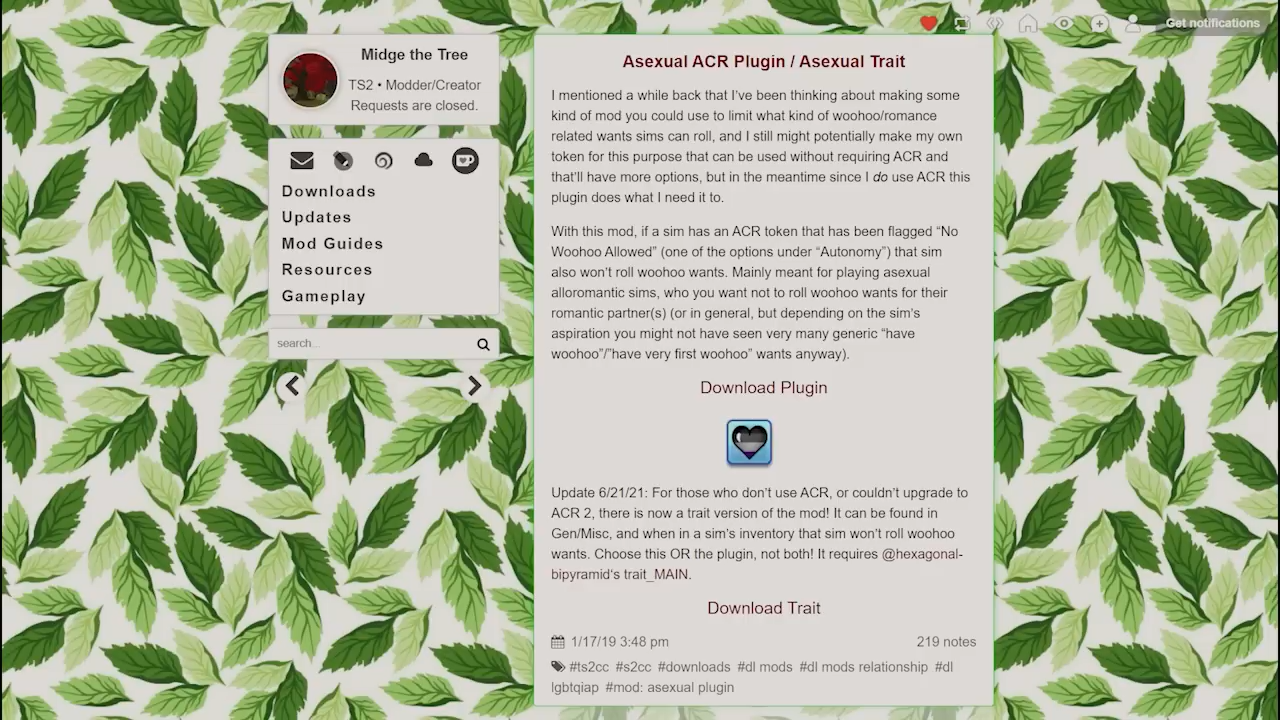 Get notifications
Midge the Tree
TS2 • Modder/Creator
Requests are closed.
Downloads
Updates
Mod Guides
Resources
Gameplay
search...
Asexual ACR Plugin / Asexual Trait
I mentioned a while back that I've been thinking about making some
kind of mod you could use to limit what kind of woohoo/romance
related wants sims can roll, and I still might potentially make my own
token for this purpose that can be used without requiring ACR and
that'll have more options, but in the meantime since I do use ACR this
plugin does what I need it to.
With this mod, if a sim has an ACR token that has been flagged “No
Woohoo Allowed” (one of the options under “Autonomy”) that sim
also won't roll woohoo wants. Mainly meant for playing asexual
alloromantic sims, who you want not to roll woohoo wants for their
romantic partner(s) (or in general, but depending on the sim's
aspiration you might not have seen very many generic “have
woohoo”/”have very first woohoo” wants anyway).
Download Plugin
Update 6/21/21: For those who don't use ACR, or couldn't upgrade to
ACR 2, there is now a trait version of the mod! It can be found in
Gen/Misc, and when in a sim's inventory that sim won't roll woohoo
wants. Choose this OR the plugin, not both! It requires @hexagonal-
bipyramid‘s trait_MAIN.
Download Trait
1/17/19 3:48 pm 219 notes
#ts2cc #s2cc #downloads #dl mods #dl mods relationship #dl
lgbtqiap #mod: asexual plugin